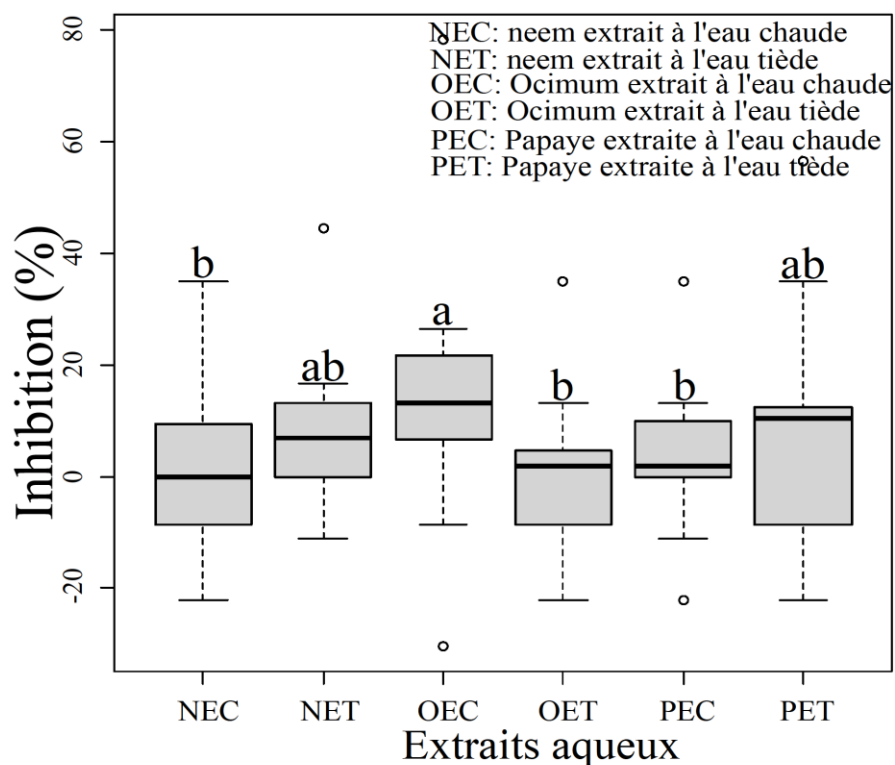 80
NEC: neem extrait à l'eau chaude
NET: neem extrait à l'eau tiède
OEC: Ocimum extrait à l'eau chaude
OET: Ocimum extrait à l'eau tiède
PEC: Papaye extraite à l'eau chaude
PET: Papaye extraite à l'eau tiède
60
40
20
0
-20
Inhibition (%)
b
ab
a
b
b
ab
NEC NET OEC OET PEC PET
Extraits aqueux